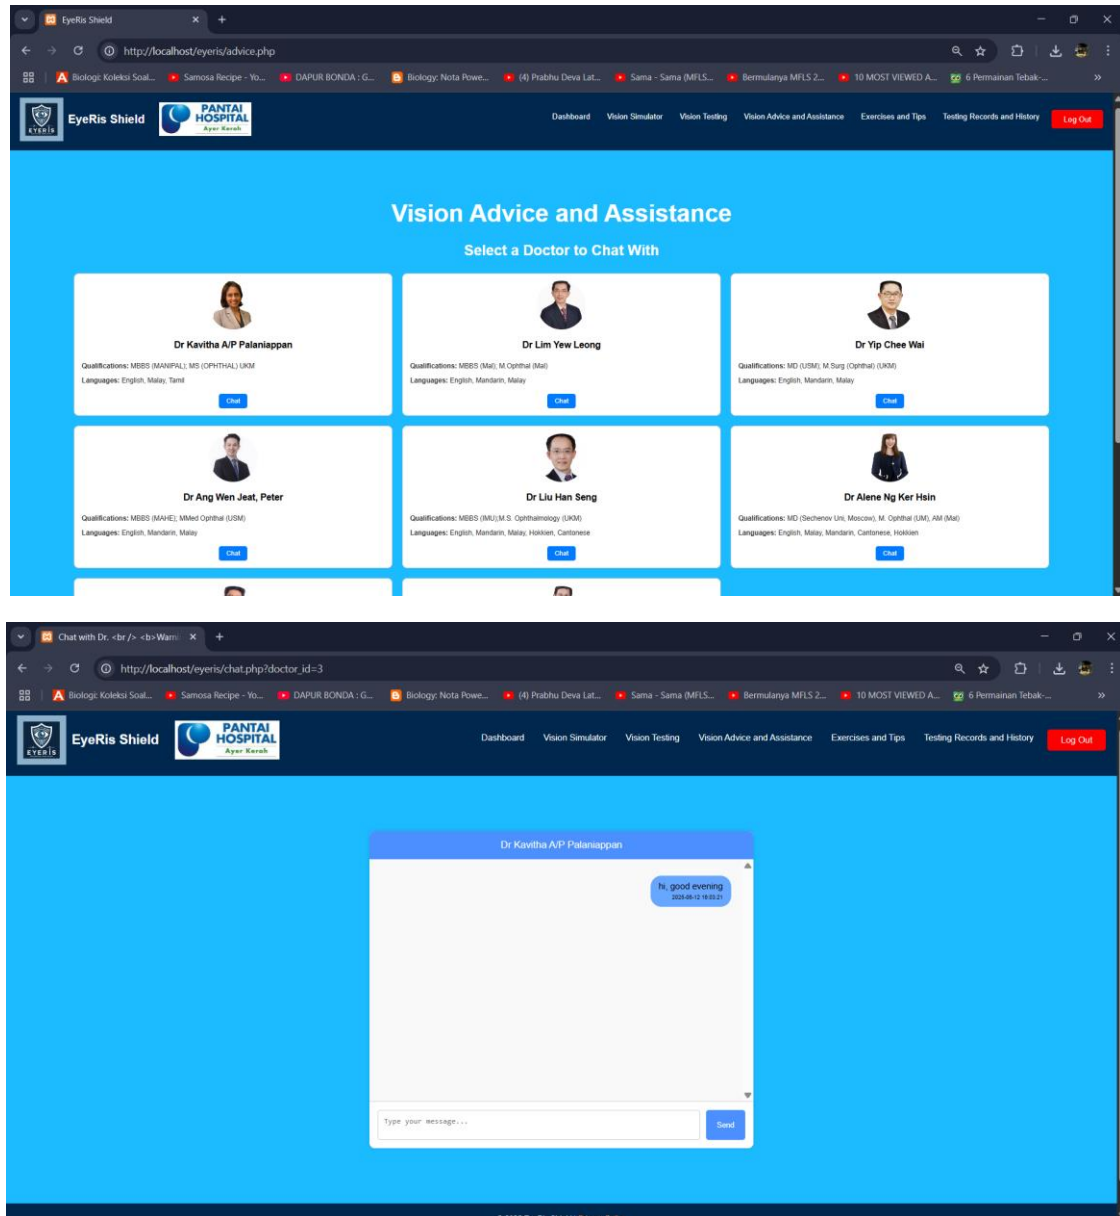 EyeRis Shield
http://localhost/eyeris/advice.php
Biologi: Koleksi Soal... Samosa Recipe - Yo... DAPUR BONDA : G... Biology: Nota Powe... (4) Prabhu Deva Lat... Sama - Sama (MFLS... Bermulanya MFLS 2... 10 MOST VIEWED A... 6 Permainan Tebak-...
EYERIS EyeRis Shield PANTAI HOSPITAL Ayer Keroh Dashboard Vision Simulator Vision Testing Vision Advice and Assistance Exercises and Tips Testing Records and History Log Out
Vision Advice and Assistance
Select a Doctor to Chat With
Dr Kavitha A/P Palaniappan
Qualifications: MBBS (MANIPAL); MS (OPHTHAL) UKM
Languages: English, Malay, Tamil
Chat
Dr Lim Yew Leong
Qualifications: MBBS (Mal); M.Ophthal (Mal)
Languages: English, Mandarin, Malay
Chat
Dr Yip Chee Wai
Qualifications: MD (USM); M.Surg (Ophthal) (UKM)
Languages: English, Mandarin, Malay
Chat
Dr Ang Wen Jeat, Peter
Qualifications: MBBS (MAHE); MMed Ophthal (USM)
Languages: English, Mandarin, Malay
Chat
Dr Liu Han Seng
Qualifications: MBBS (IMU);M.S. Ophthalmology (UKM)
Languages: English, Mandarin, Malay, Hokkien, Cantonese
Chat
Dr Alene Ng Ker Hsin
Qualifications: MD (Sechenov Uni, Moscow), M. Ophthal (UM), AM (Mal)
Languages: English, Malay, Mandarin, Cantonese, Hokkien
Chat
Chat with Dr. <br /> <b>Warni
http://localhost/eyeris/chat.php?doctor_id=3
Biologi: Koleksi Soal... Samosa Recipe - Yo... DAPUR BONDA : G... Biology: Nota Powe... (4) Prabhu Deva Lat... Sama - Sama (MFLS... Bermulanya MFLS 2... 10 MOST VIEWED A... 6 Permainan Tebak-...
EYERIS EyeRis Shield PANTAI HOSPITAL Ayer Keroh Dashboard Vision Simulator Vision Testing Vision Advice and Assistance Exercises and Tips Testing Records and History Log Out
Dr Kavitha A/P Palaniappan
hi, good evening
Type your message...
Send